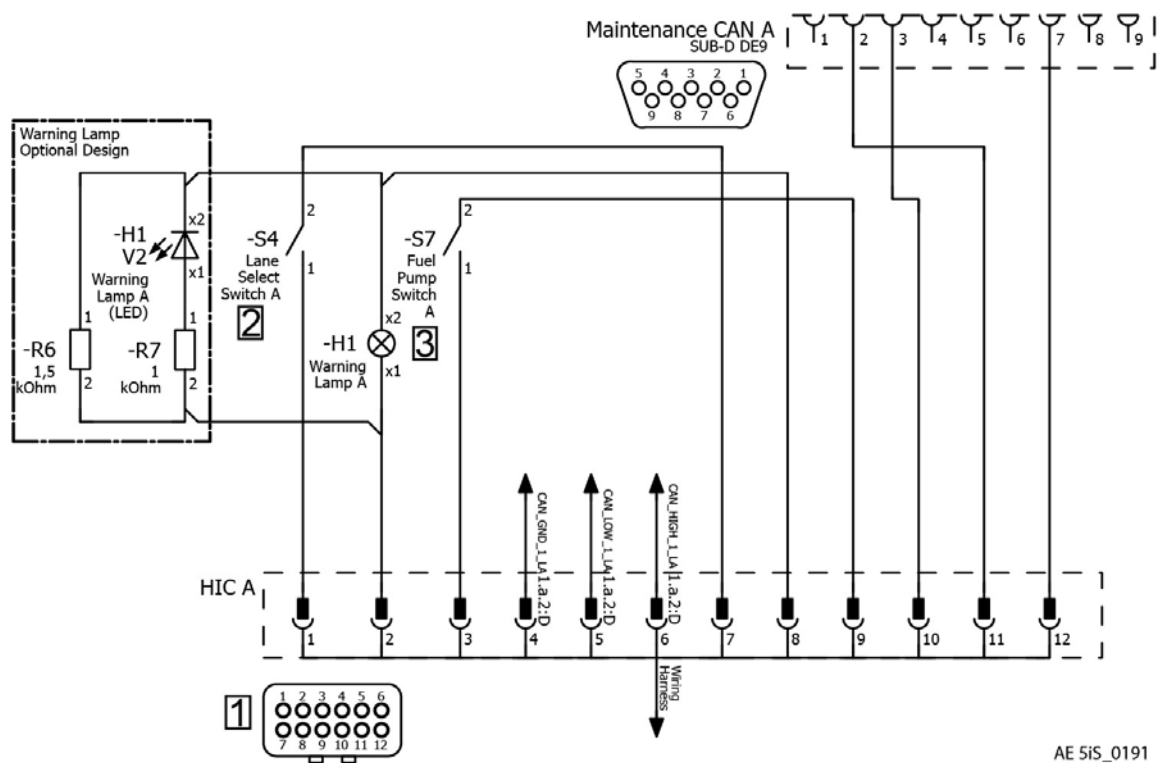 Maintenance CAN A
SUB-D DE9
1 2 3 4 5 6 7 8 9
5 4 3 2 1
9 8 7 6
Warning Lamp
Optional Design
-H1
V2
x2
x1
Warning
Lamp A
(LED)
-R6
1,5
kOhm
1
2
-R7
1
kOhm
1
2
-S4
Lane
Select
Switch A
2
1
2
-H1
Warning
Lamp A
x2
x1
-S7
Fuel
Pump
Switch
A
2
1
3
CAN_GND_1_LA 1.a.2:D
CAN_LOW_1_LA 1.a.2:D
CAN_HIGH_1_LA 1.a.2:D
HIC A
1 2 3 4 5 6 7 8 9 10 11 12
Wiring
Harness
1
1 2 3 4 5 6
7 8 9 10 11 12
AE 5iS_0191